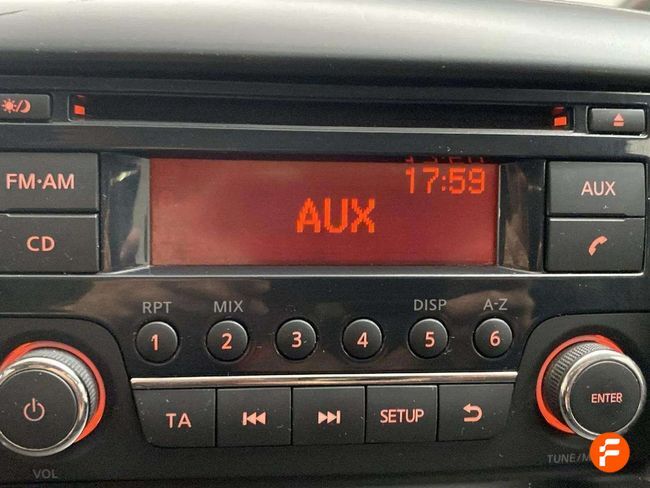 17:59
FM·AM
AUX
AUX
CD
RPT
MIX
DISP
A-Z
1
2
3
4
5
6
TA
SETUP
ENTER
VOL